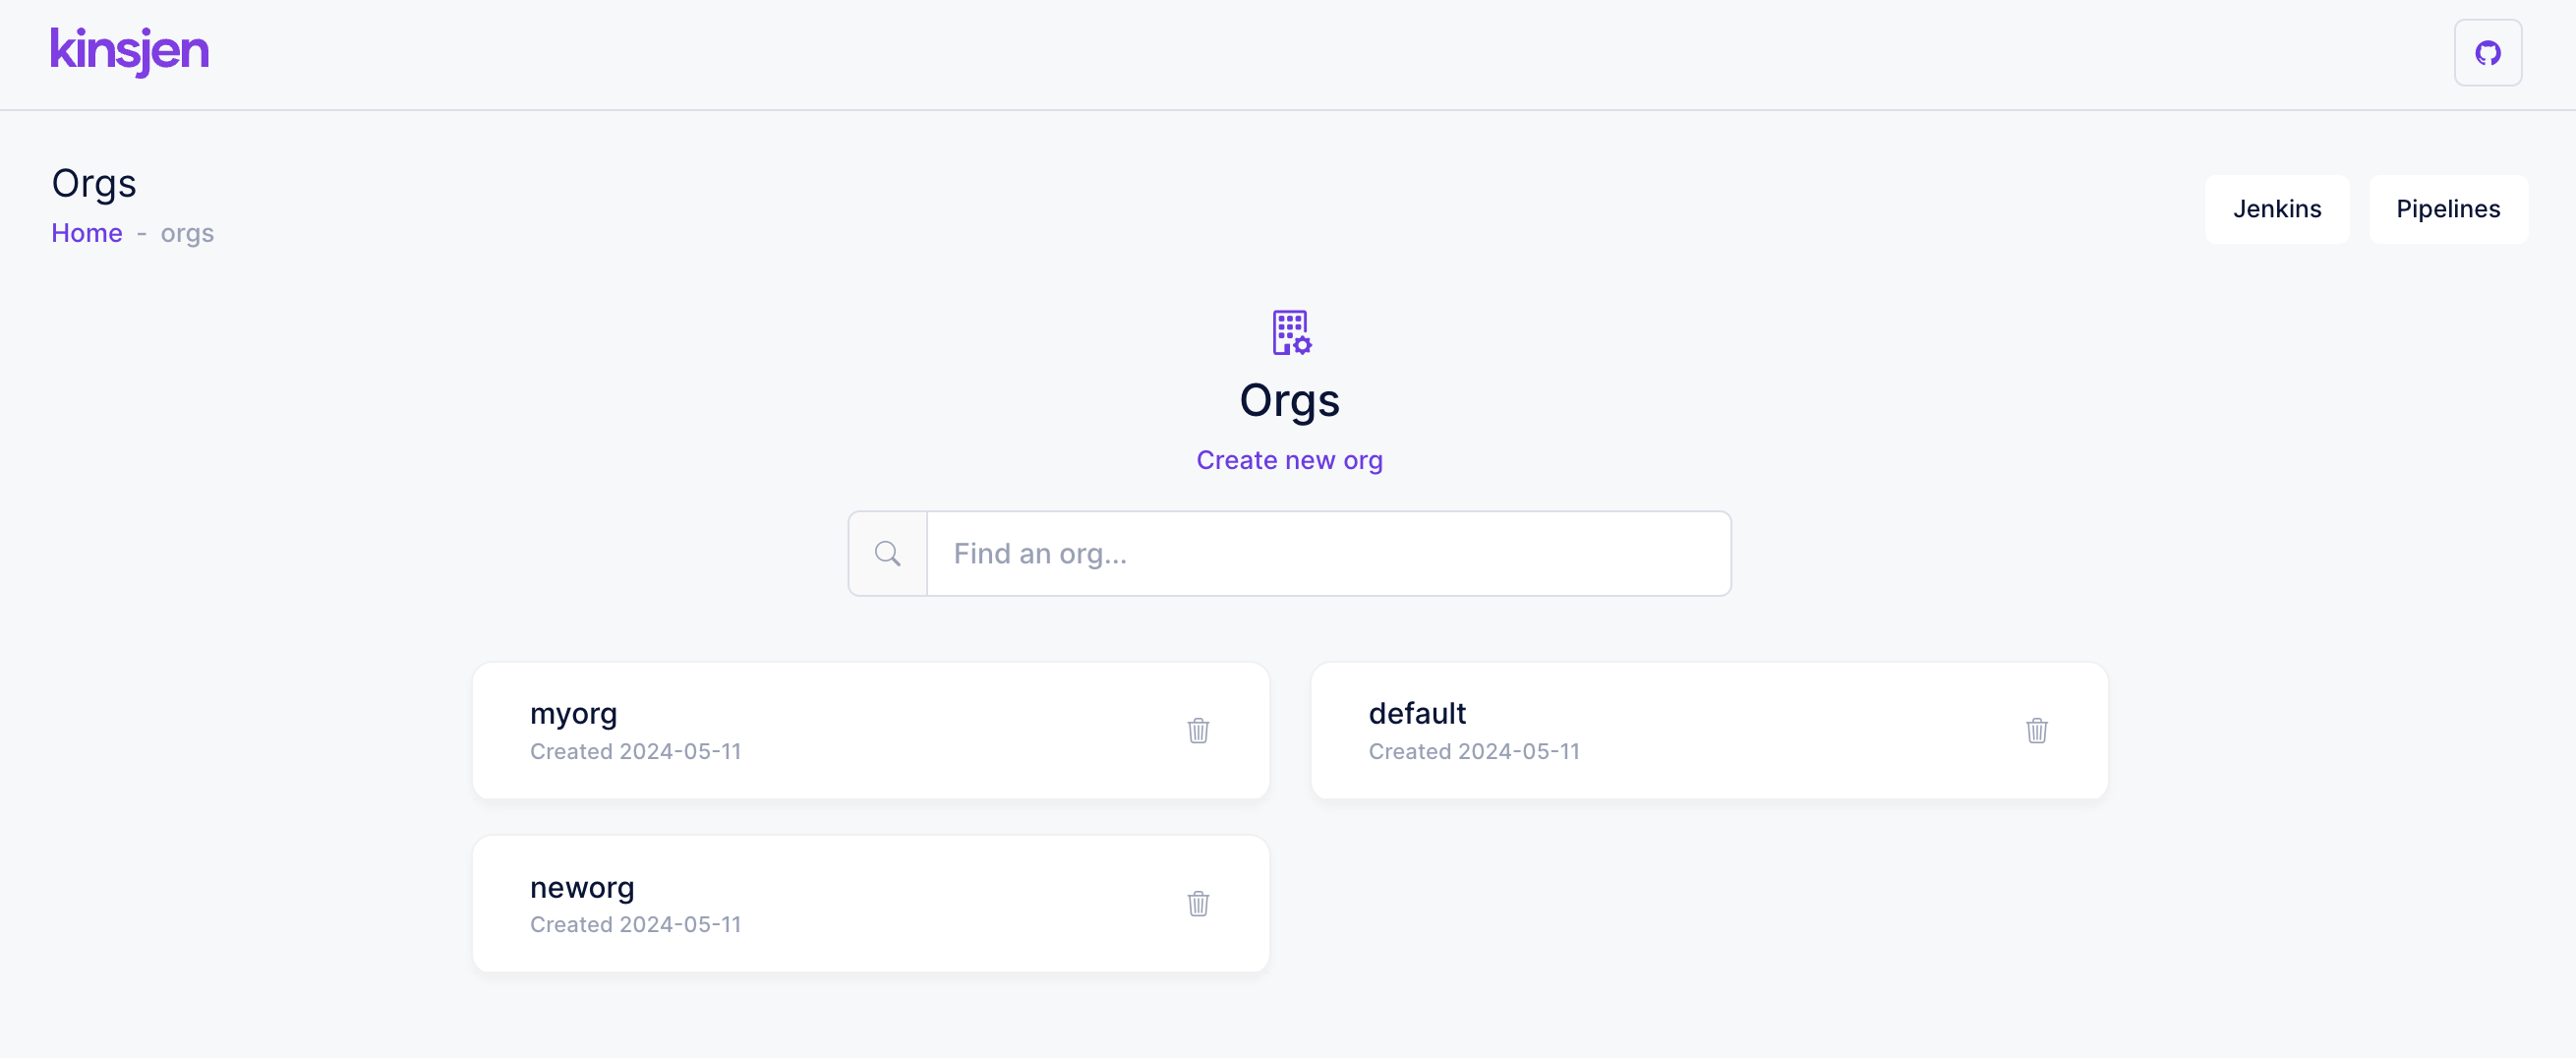 kinsjen
Orgs
Home - orgs
Jenkins
Pipelines
Orgs
Create new org
Find an org...
myorg
Created 2024-05-11
default
Created 2024-05-11
neworg
Created 2024-05-11